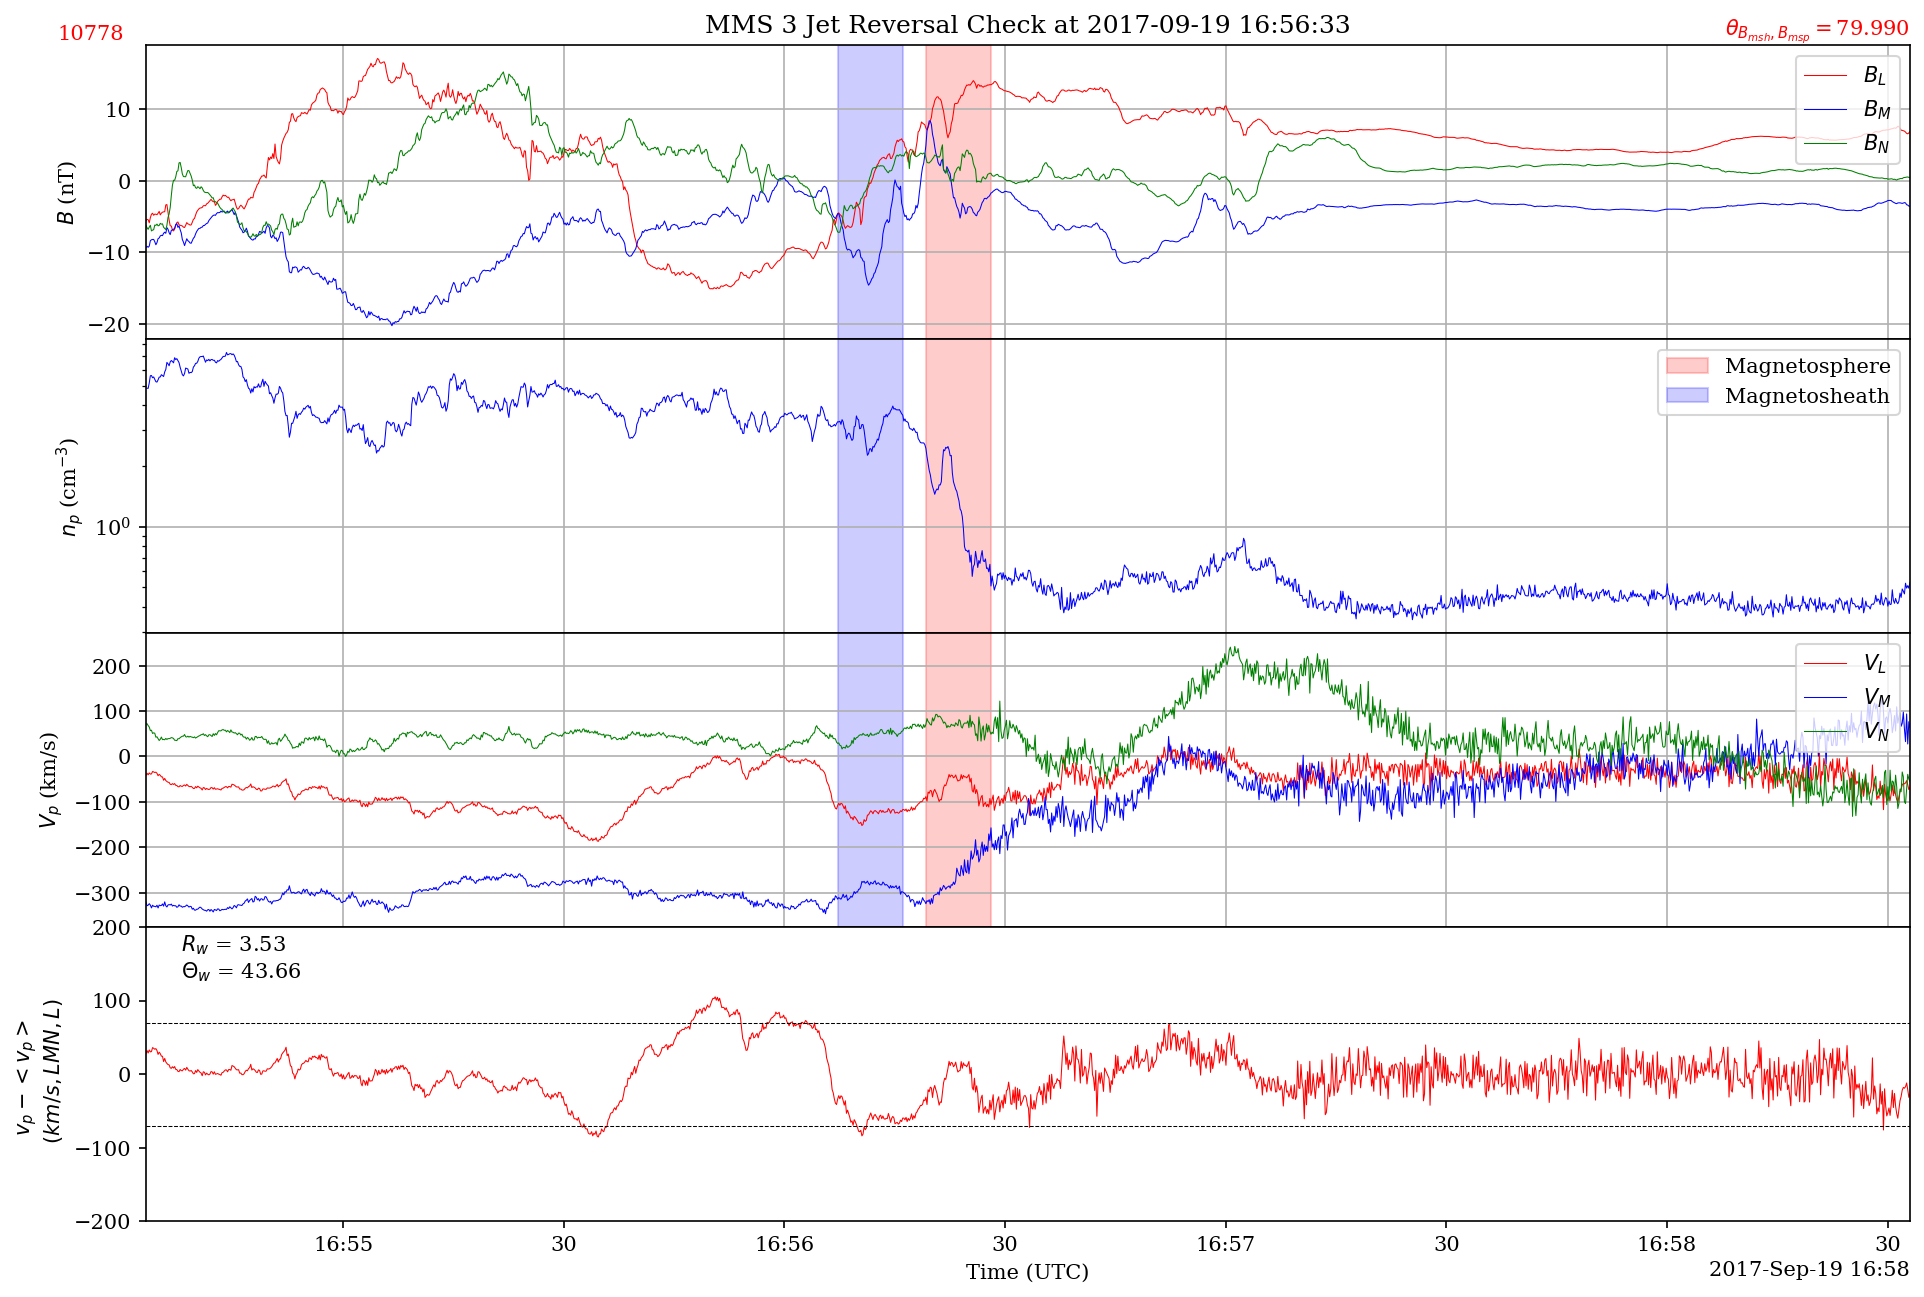 MMS 3 Jet Reversal Check at 2017-09-19 16:56:33
10778
θ_{B_{msh}, B_{msp}} = 79.990
10
0
−10
−20
B (nT)
B_L
B_M
B_N
10^0
n_p (cm^{−3})
Magnetosphere
Magnetosheath
200
100
0
−100
−200
−300
V_p (km/s)
V_L
V_M
V_N
200
100
0
−100
−200
v_p − < v_p >
(km/s, LMN, L)
R_w = 3.53
Θ_w = 43.66
16:55
30
16:56
30
16:57
30
16:58
30
Time (UTC)
2017-Sep-19 16:58